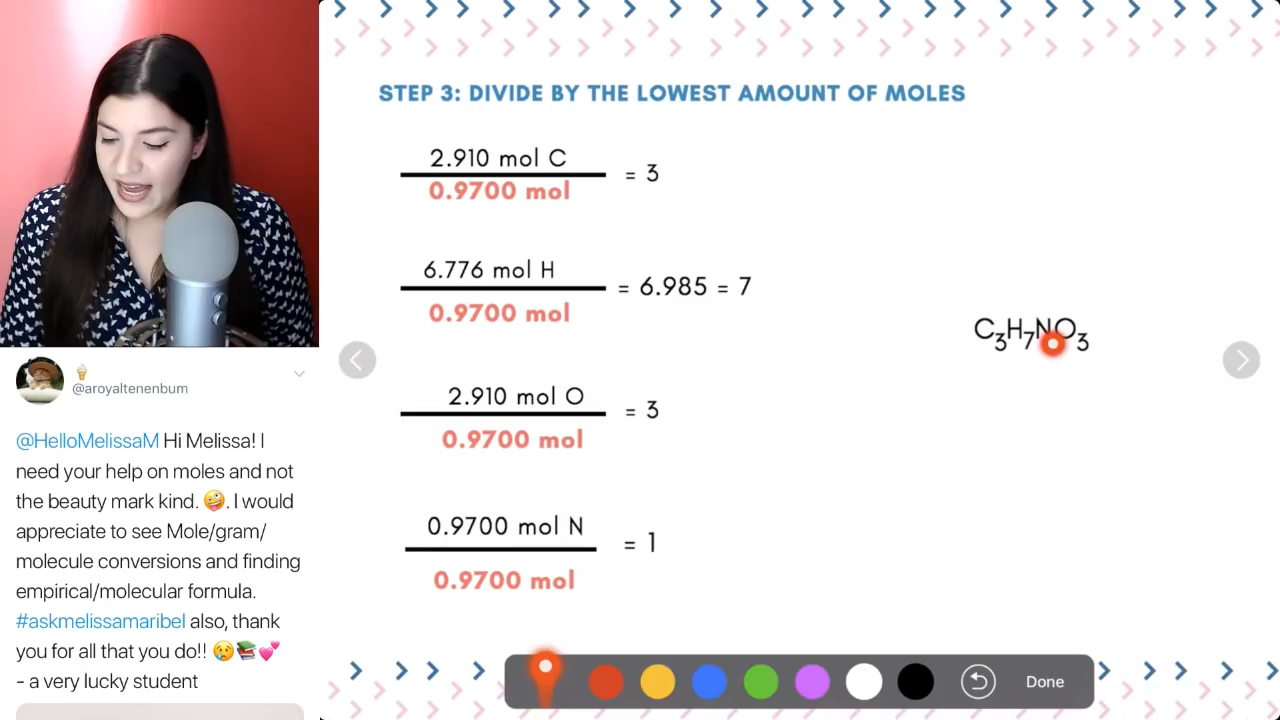 STEP 3: DIVIDE BY THE LOWEST AMOUNT OF MOLES
2.910 mol C
0.9700 mol
= 3
6.776 mol H
0.9700 mol
= 6.985 = 7
C₃H₇NO₃
2.910 mol O
0.9700 mol
= 3
0.9700 mol N
0.9700 mol
= 1
Done
🍦
@aroyaltenenbum
@HelloMelissaM Hi Melissa! I
need your help on moles and not
the beauty mark kind. 🤪. I would
appreciate to see Mole/gram/
molecule conversions and finding
empirical/molecular formula.
#askmelissamaribel also, thank
you for all that you do!! 😢📚💕
- a very lucky student